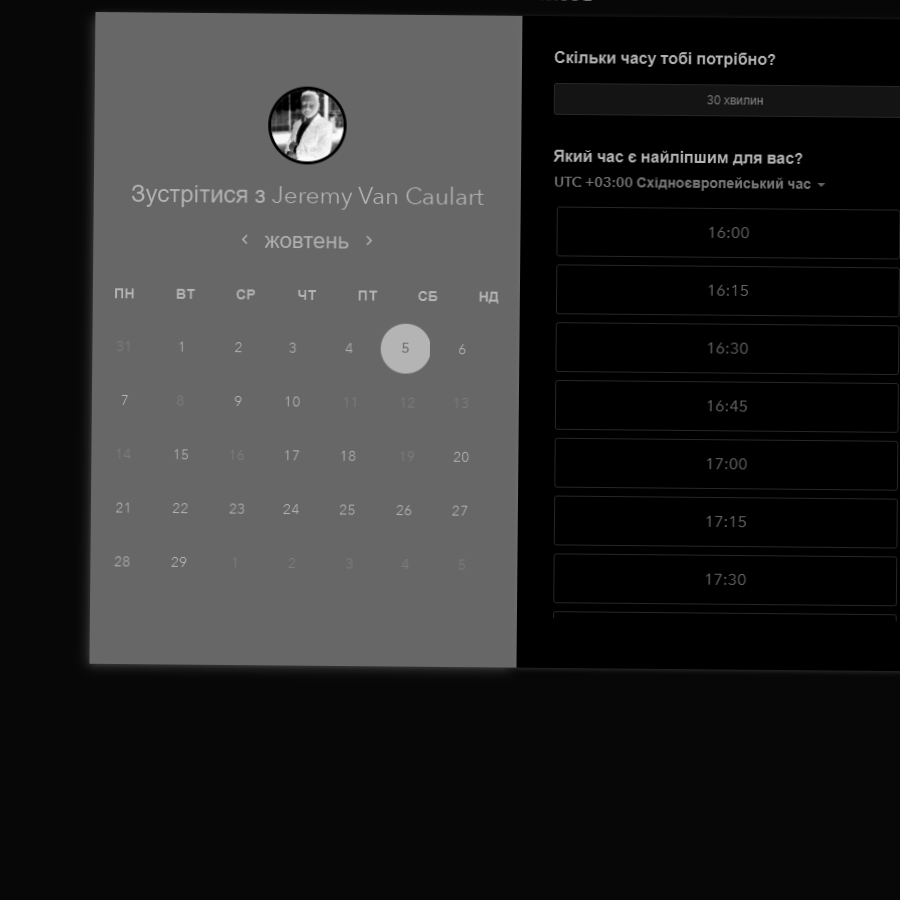 Зустрітися з Jeremy Van Caulart
жовтень
ПН ВТ СР ЧТ ПТ СБ НД
31 1 2 3 4 5 6
7 8 9 10 11 12 13
14 15 16 17 18 19 20
21 22 23 24 25 26 27
28 29 1 2 3 4 5
Скільки часу тобі потрібно?
30 хвилин
Який час є найліпшим для вас?
UTC +03:00 Східноєвропейський час
16:00
16:15
16:30
16:45
17:00
17:15
17:30